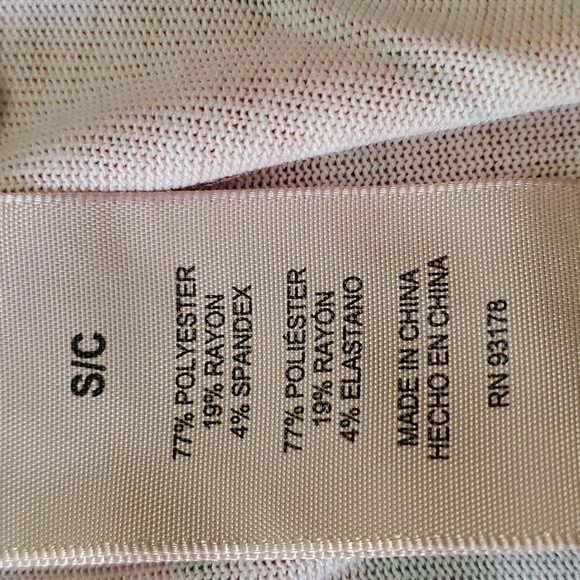 S/C
77% POLYESTER
19% RAYON
4% SPANDEX
77% POLIÉSTER
19% RAYÓN
4% ELASTANO
MADE IN CHINA
HECHO EN CHINA
RN 93178